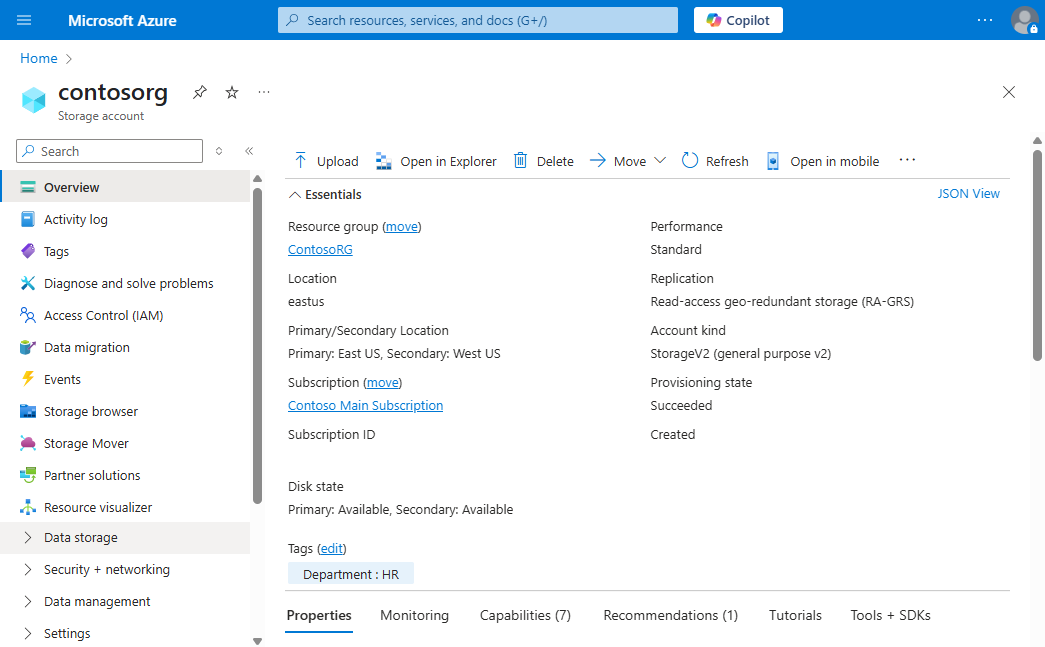 Microsoft Azure
Search resources, services, and docs (G+/)
Copilot
Home
contosorg
Storage account
Search
Overview
Activity log
Tags
Diagnose and solve problems
Access Control (IAM)
Data migration
Events
Storage browser
Storage Mover
Partner solutions
Resource visualizer
Data storage
Security + networking
Data management
Settings
Upload
Open in Explorer
Delete
Move
Refresh
Open in mobile
Essentials
JSON View
Resource group (move)
ContosoRG
Location
eastus
Primary/Secondary Location
Primary: East US, Secondary: West US
Subscription (move)
Contoso Main Subscription
Subscription ID
Disk state
Primary: Available, Secondary: Available
Performance
Standard
Replication
Read-access geo-redundant storage (RA-GRS)
Account kind
StorageV2 (general purpose v2)
Provisioning state
Succeeded
Created
Tags (edit)
Department : HR
Properties
Monitoring
Capabilities (7)
Recommendations (1)
Tutorials
Tools + SDKs